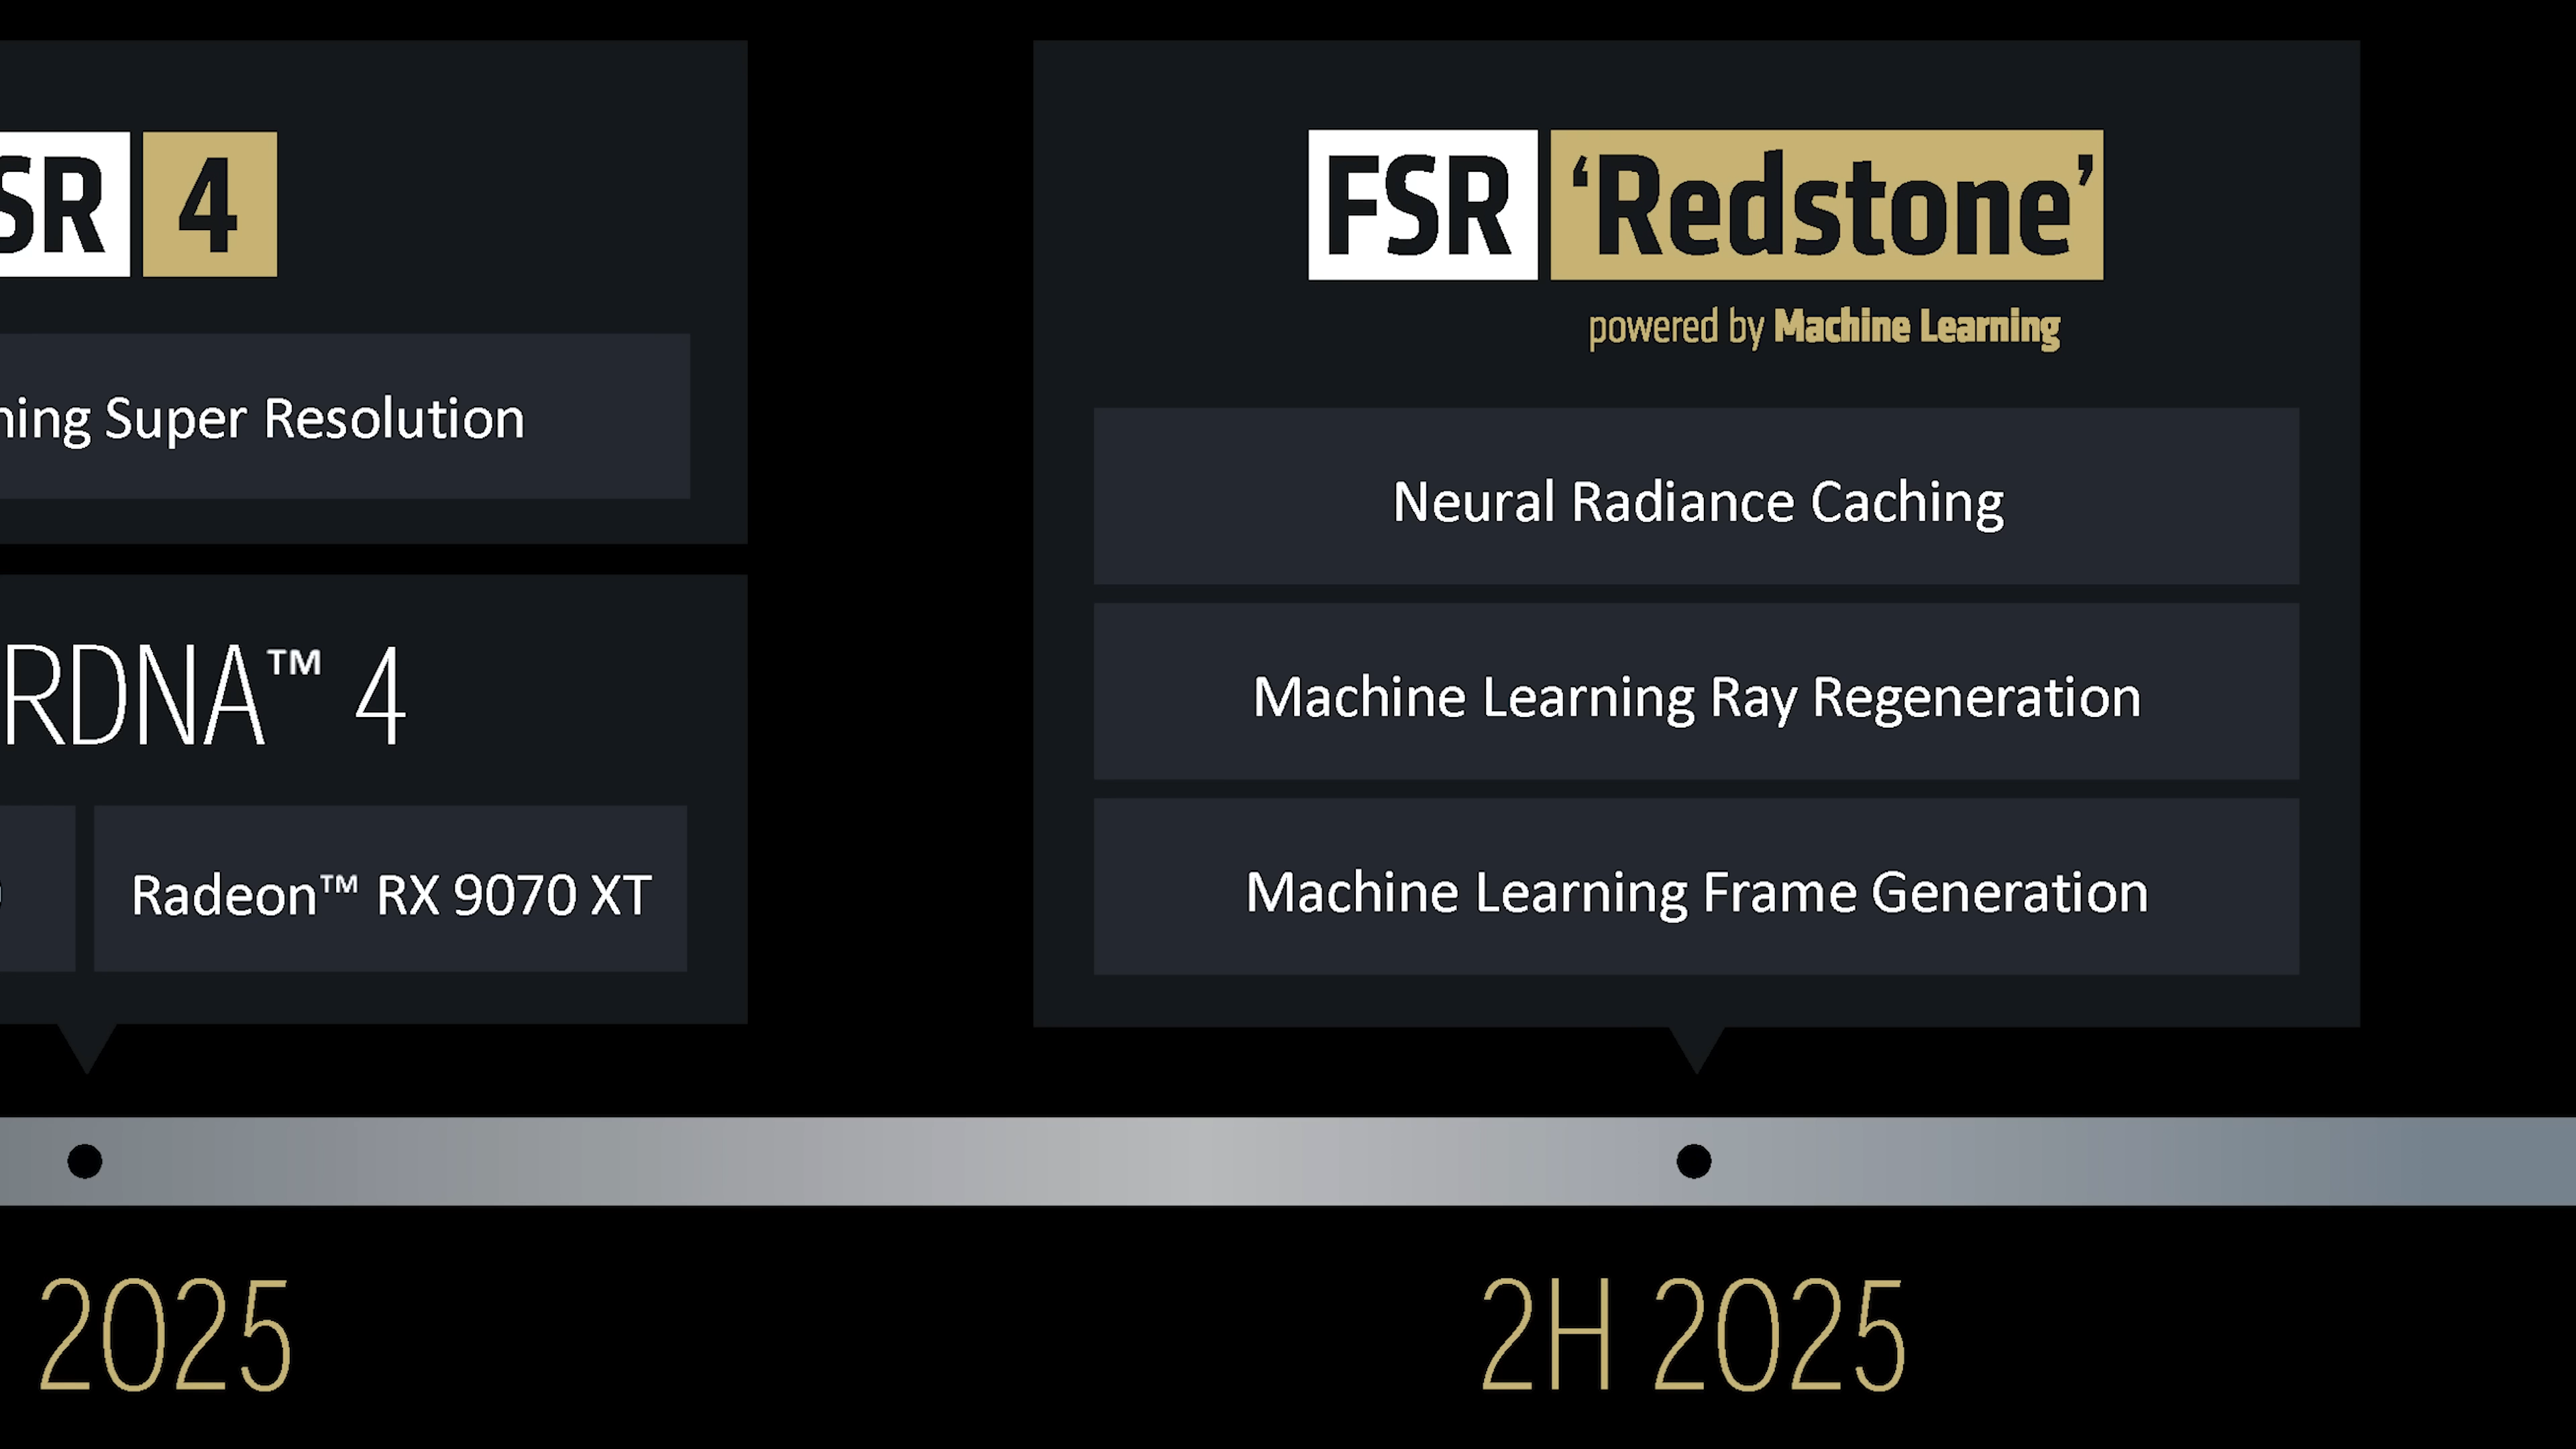 SR 4
ning Super Resolution
RDNA™ 4
Radeon™ RX 9070 XT
2025
FSR ‘Redstone’
powered by Machine Learning
Neural Radiance Caching
Machine Learning Ray Regeneration
Machine Learning Frame Generation
2H 2025